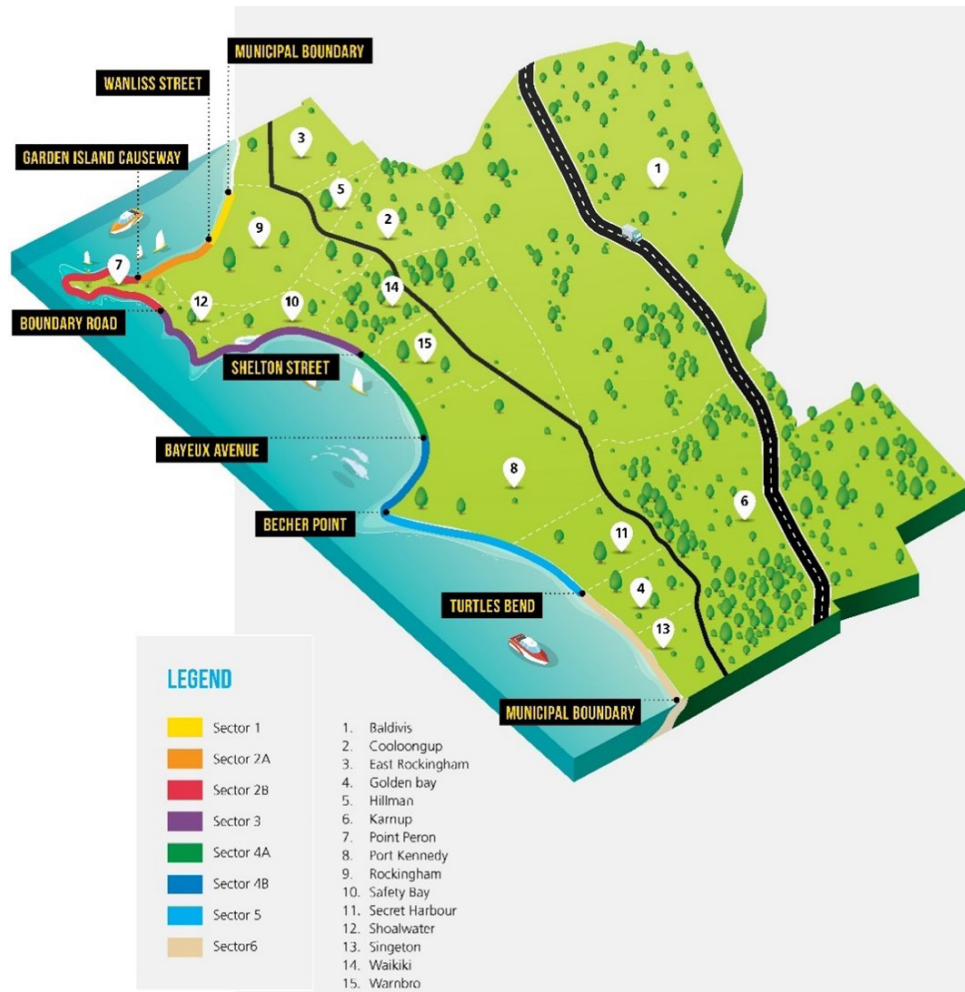 MUNICIPAL BOUNDARY
WANLISS STREET
GARDEN ISLAND CAUSEWAY
3
1
5
2
9
7
14
12
10
BOUNDARY ROAD
15
SHELTON STREET
BAYEUX AVENUE
8
6
BECHER POINT
11
4
TURTLES BEND
13
MUNICIPAL BOUNDARY
LEGEND
Sector 1
Sector 2A
Sector 2B
Sector 3
Sector 4A
Sector 4B
Sector 5
Sector6
1. Baldivis
2. Cooloongup
3. East Rockingham
4. Golden bay
5. Hillman
6. Karnup
7. Point Peron
8. Port Kennedy
9. Rockingham
10. Safety Bay
11. Secret Harbour
12. Shoalwater
13. Singeton
14. Waikiki
15. Warnbro